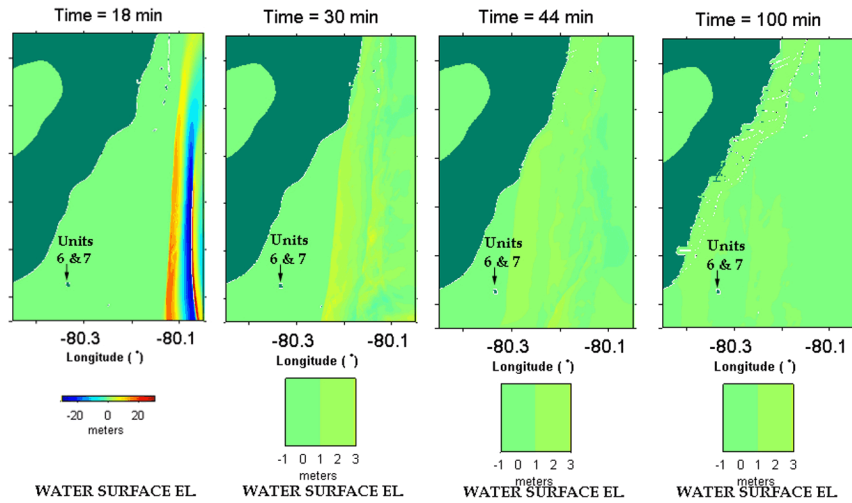 Time = 18 min
Time = 30 min
Time = 44 min
Time = 100 min
Units
6 & 7
Units
6 & 7
Units
6 & 7
Units
6 & 7
-80.3 -80.1
-80.3 -80.1
-80.3 -80.1
-80.3 -80.1
Longitude ( ° )
Longitude ( ° )
Longitude ( ° )
Longitude ( ° )
-20 0 20
meters
-1 0 1 2 3
meters
-1 0 1 2 3
meters
-1 0 1 2 3
meters
WATER SURFACE EL.
WATER SURFACE EL.
WATER SURFACE EL.
WATER SURFACE EL.